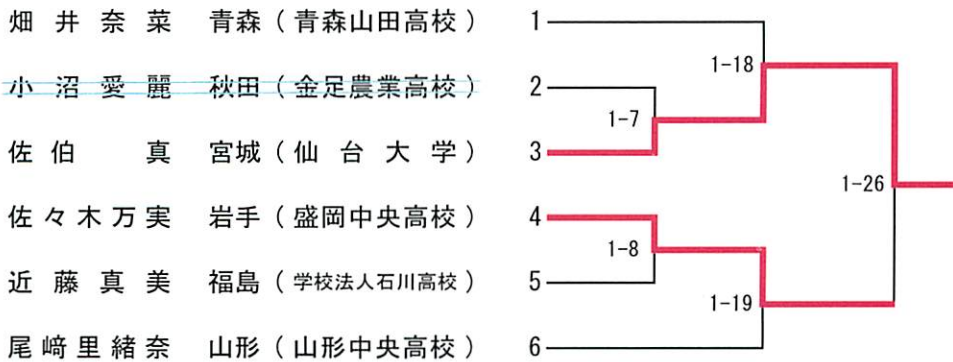 畑井奈菜 青森(青森山田高校) 1
小沼愛麗 秋田(金足農業高校) 2
佐伯 真 宮城(仙台大学) 3
佐々木万実 岩手(盛岡中央高校) 4
近藤真美 福島(学校法人石川高校) 5
尾﨑里緒奈 山形(山形中央高校) 6
1-18
1-7
1-26
1-8
1-19